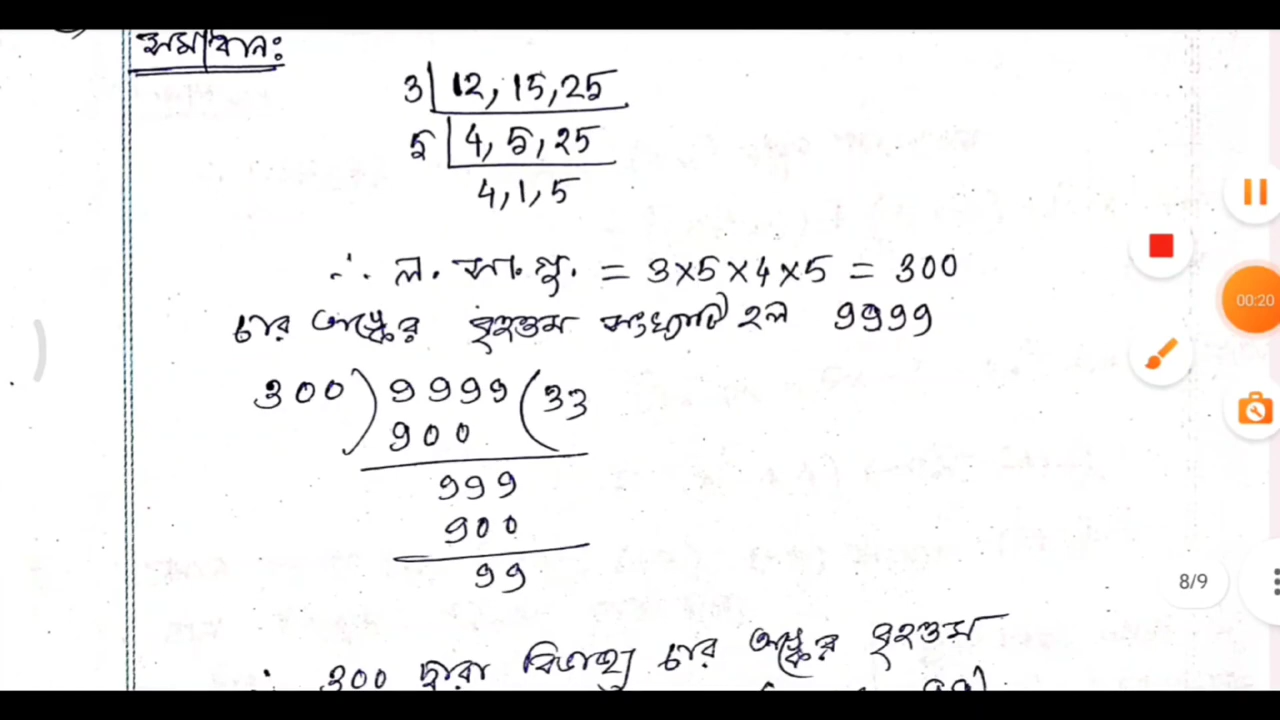 সমাধান:
3 | 12, 15, 25
5 | 4, 5, 25
4, 1, 5
∴ ল. সা. গু. = 3×5×4×5 = 300
চার অঙ্কের বৃহত্তম সংখ্যাটি হল 9999
300 ) 9999 ( 33
900
999
900
99
∴ 300 দ্বারা বিভাজ্য চার অঙ্কের বৃহত্তম
00:20
8/9